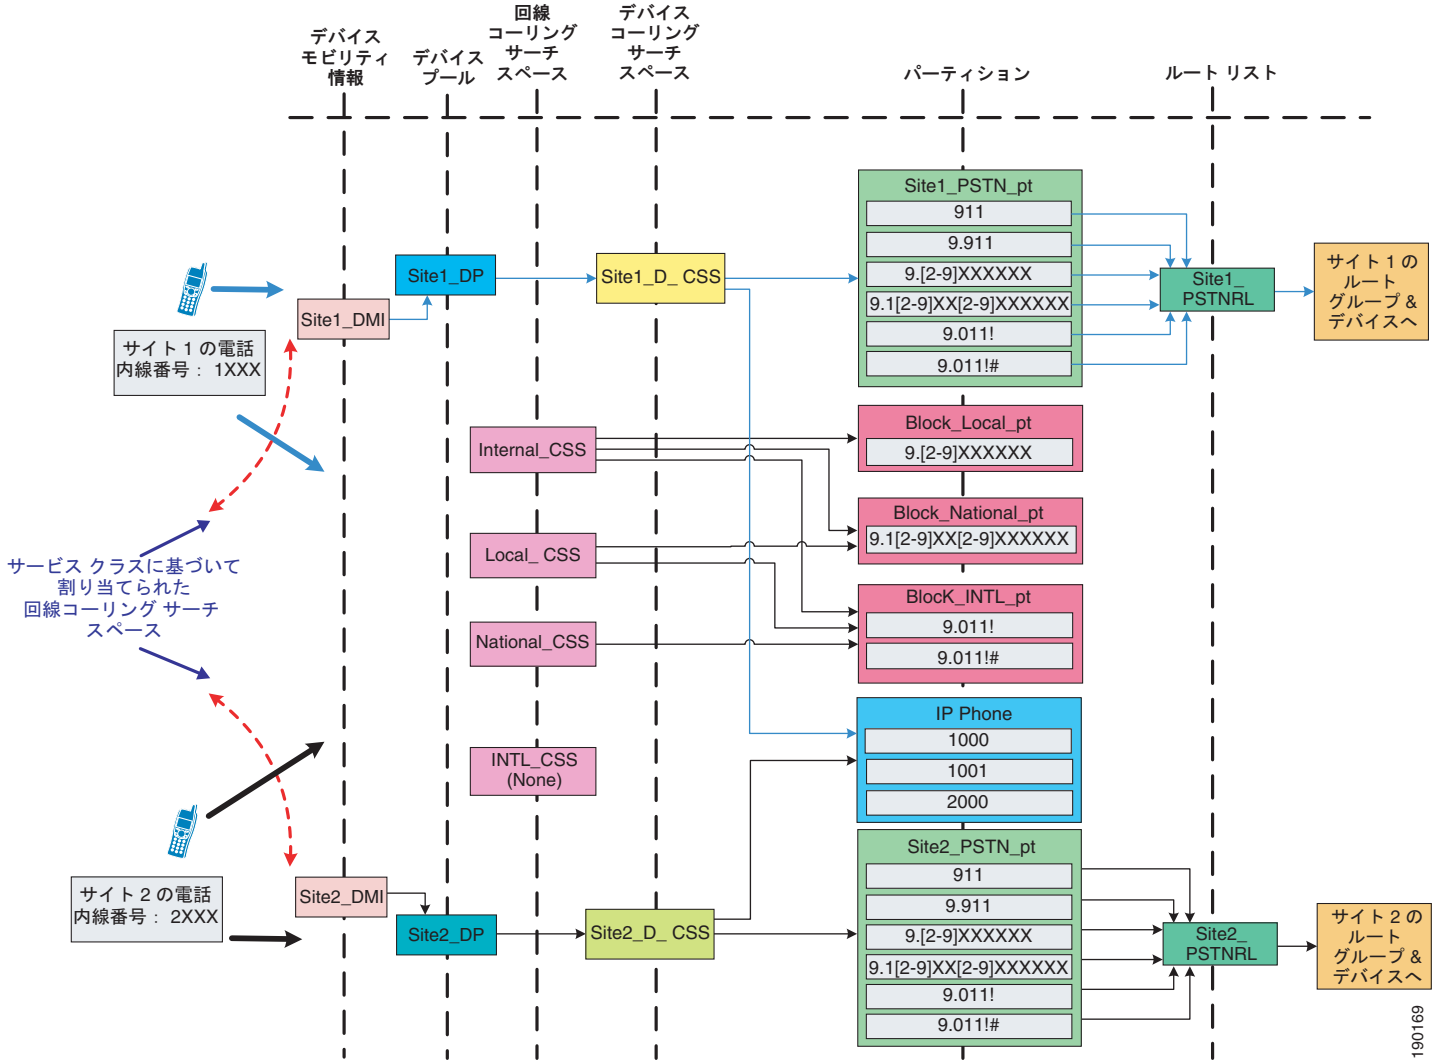 デバイス
モビリティ
情報
デバイス
プール
回線
コーリング
サーチ
スペース
デバイス
コーリング
サーチ
スペース
パーティション
ルート リスト
サイト 1 の電話
内線番号： 1XXX
Site1_DMI
Site1_DP
Site1_D_ CSS
Site1_PSTN_pt
911
9.911
9.[2-9]XXXXXX
9.1[2-9]XX[2-9]XXXXXX
9.011!
9.011!#
Site1_
PSTNRL
サイト 1 の
ルート
グループ &
デバイスへ
サービス クラスに基づいて
割り当てられた
回線コーリング サーチ
スペース
Internal_CSS
Local_ CSS
National_CSS
INTL_CSS
(None)
Block_Local_pt
9.[2-9]XXXXXX
Block_National_pt
9.1[2-9]XX[2-9]XXXXXX
BlocK_INTL_pt
9.011!
9.011!#
IP Phone
1000
1001
2000
サイト 2 の電話
内線番号： 2XXX
Site2_DMI
Site2_DP
Site2_D_ CSS
Site2_PSTN_pt
911
9.911
9.[2-9]XXXXXX
9.1[2-9]XX[2-9]XXXXXX
9.011!
9.011!#
Site2_
PSTNRL
サイト 2 の
ルート
グループ &
デバイスへ
190169